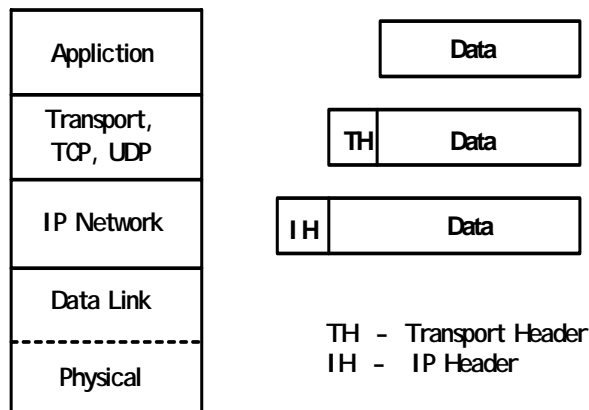 Appliction
Data
Transport,
TCP, UDP
TH
Data
IP Network
IH
Data
Data Link
TH - Transport Header
IH - IP Header
Physical